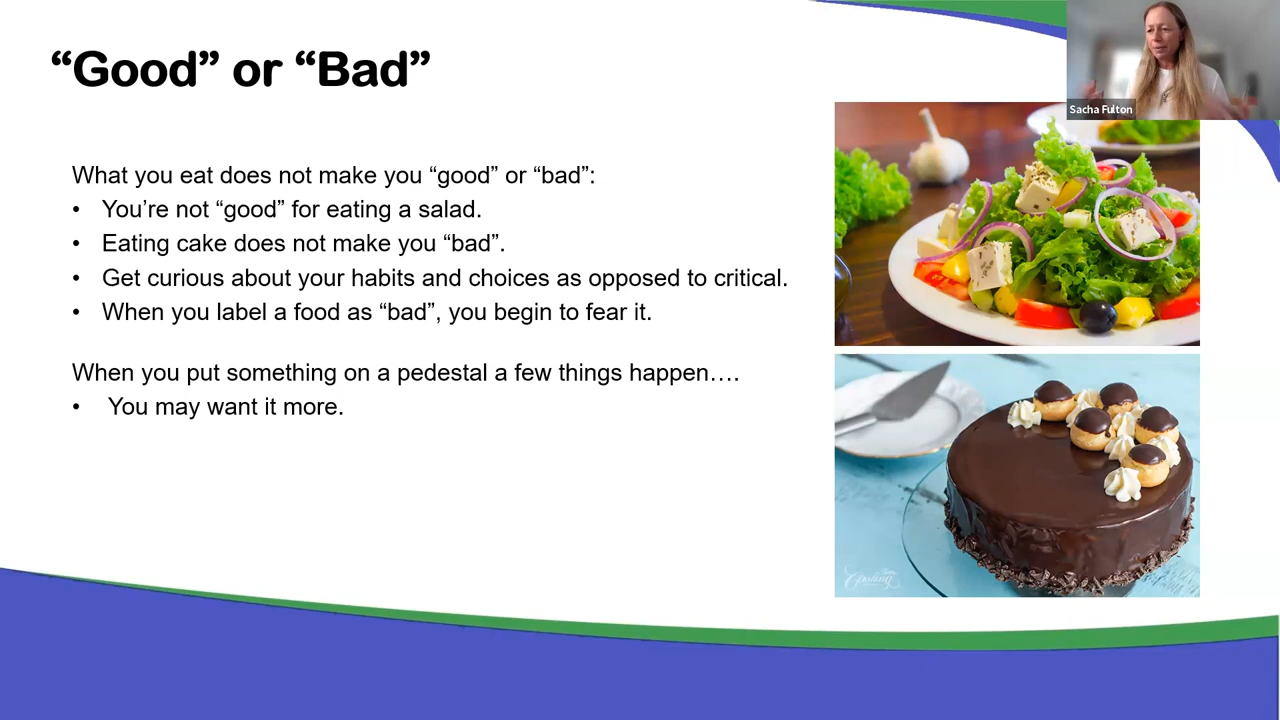 “Good” or “Bad”
Sacha Fulton
What you eat does not make you “good” or “bad”:
• You’re not “good” for eating a salad.
• Eating cake does not make you “bad”.
• Get curious about your habits and choices as opposed to critical.
• When you label a food as “bad”, you begin to fear it.
When you put something on a pedestal a few things happen….
• You may want it more.